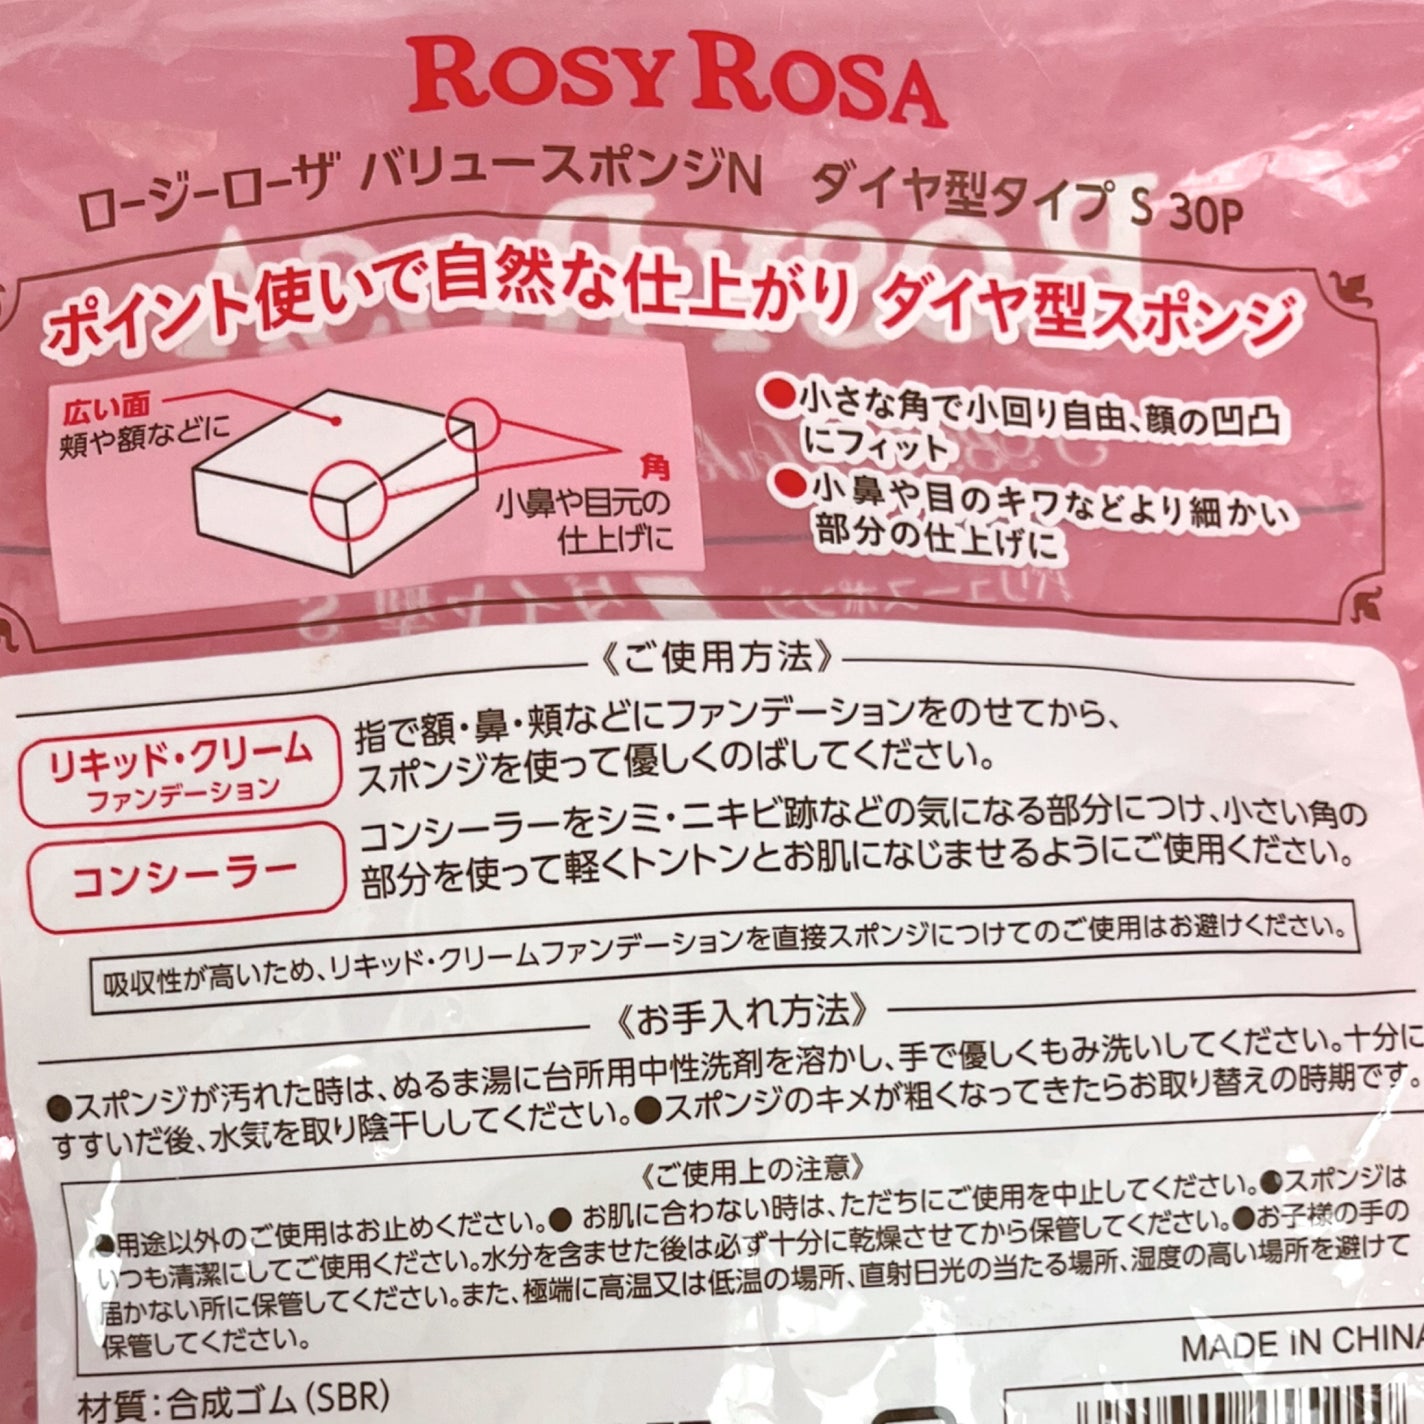 ROSY ROSA
ロージーローザ バリュースポンジN ダイヤ型タイプ S 30P
ポイント使いで自然な仕上がり ダイヤ型スポンジ
広い面
頬や額などに
角
小鼻や目元の
仕上げに
●小さな角で小回り自由、顔の凹凸
にフィット
●小鼻や目のキワなどより細かい
部分の仕上げに
《ご使用方法》
リキッド・クリーム
ファンデーション
指で額・鼻・頬などにファンデーションをのせてから、
スポンジを使って優しくのばしてください。
コンシーラー
コンシーラーをシミ・ニキビ跡などの気になる部分につけ、小さい角の
部分を使って軽くトントンとお肌になじませるようにご使用ください。
吸収性が高いため、リキッド・クリームファンデーションを直接スポンジにつけてのご使用はお避けください。
《お手入れ方法》
●スポンジが汚れた時は、ぬるま湯に台所用中性洗剤を溶かし、手で優しくもみ洗いしてください。十分に
すすいだ後、水気を取り陰干ししてください。●スポンジのキメが粗くなってきたらお取り替えの時期です。
《ご使用上の注意》
●用途以外のご使用はお止めください。● お肌に合わない時は、ただちにご使用を中止してください。●スポンジは
いつも清潔にしてご使用ください。水分を含ませた後は必ず十分に乾燥させてから保管してください。●お子様の手の
届かない所に保管してください。また、極端に高温又は低温の場所、直射日光の当たる場所、湿度の高い場所を避けて
保管してください。
MADE IN CHINA
材質：合成ゴム(SBR)